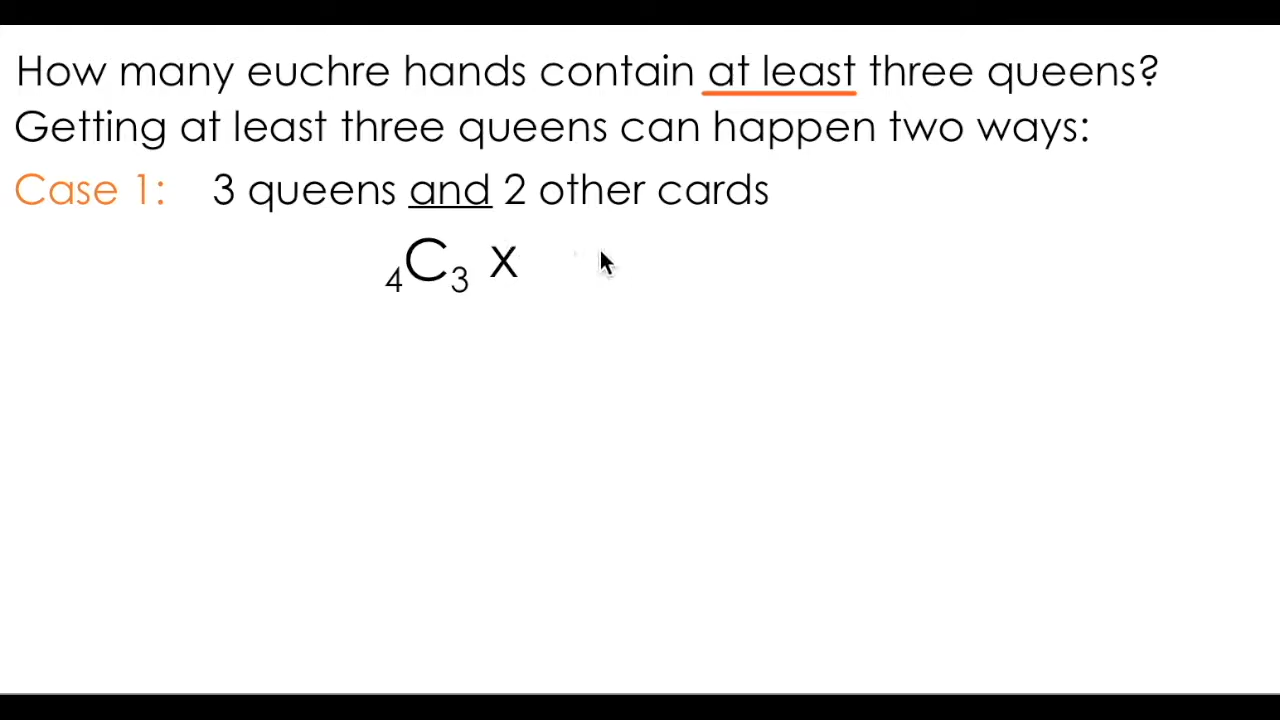 How many euchre hands contain at least three queens?
Getting at least three queens can happen two ways:
Case 1: 3 queens and 2 other cards
₄C₃ x